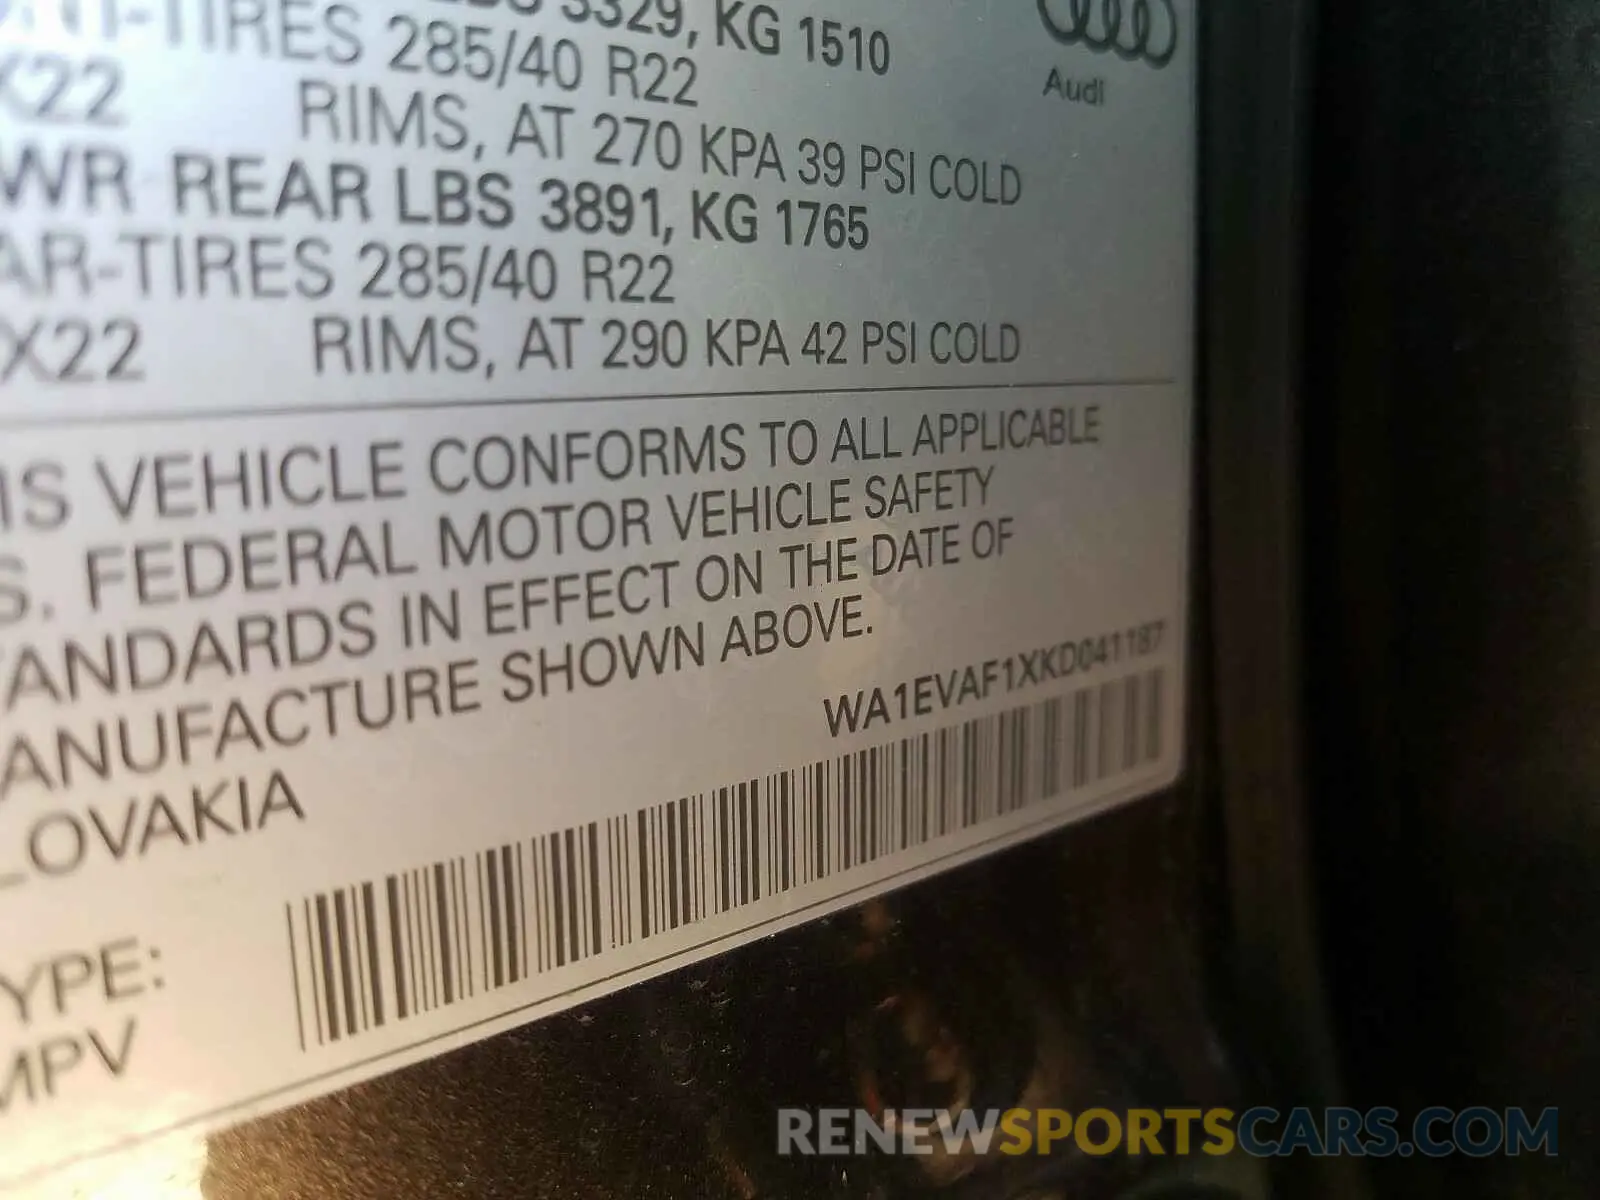 3329, KG 1510
Audi
285/40 R22
X22 RIMS, AT 270 KPA 39 PSI COLD
WR REAR LBS 3891, KG 1765
AR-TIRES 285/40 R22
X22 RIMS, AT 290 KPA 42 PSI COLD
IS VEHICLE CONFORMS TO ALL APPLICABLE
S. FEDERAL MOTOR VEHICLE SAFETY
ANDARDS IN EFFECT ON THE DATE OF
ANUFACTURE SHOWN ABOVE.
WA1EVAF1XKD041187
LOVAKIA
YPE:
MPV
RENEWSPORTSCARS.COM